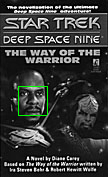 The novelization of the ultimate
Deep Space Nine adventure!
STAR TREK
DEEP SPACE NINE
THE WAY OF THE
WARRIOR
A Novel by Diane Carey
Based on The Way of the Warrior written by
Ira Steven Behr & Robert Hewitt Wolfe